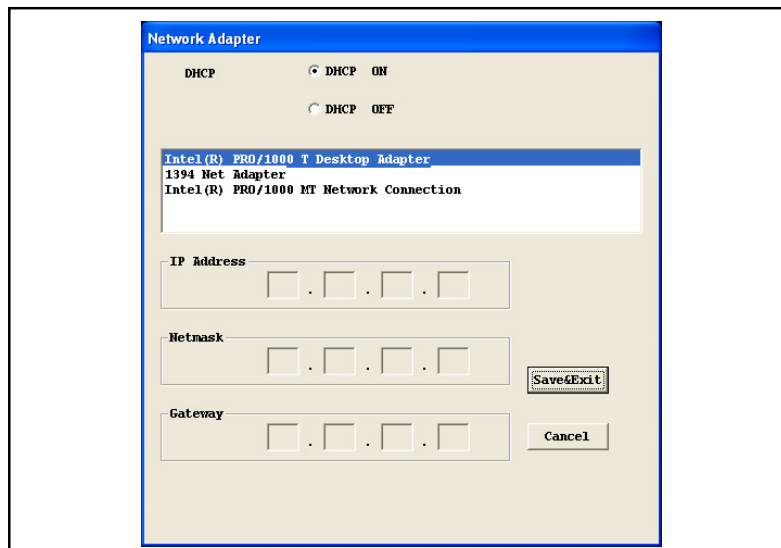 Network Adapter
DHCP
DHCP ON
DHCP OFF
Intel(R) PRO/1000 T Desktop Adapter
1394 Net Adapter
Intel(R) PRO/1000 MT Network Connection
IP Address
. . .
Netmask
. . .
Save&Exit
Gateway
. . .
Cancel